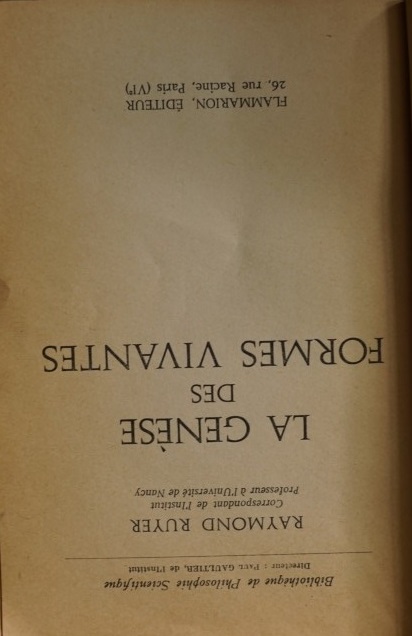 Bibliothèque de Philosophie Scientifique
Directeur : PAUL GAULTIER, de l'Institut
RAYMOND RUYER
Correspondant de l'Institut
Professeur à l'Université de Nancy
LA GENÈSE
DES
FORMES VIVANTES
FLAMMARION, ÉDITEUR
26, rue Racine, Paris (VIᵉ)